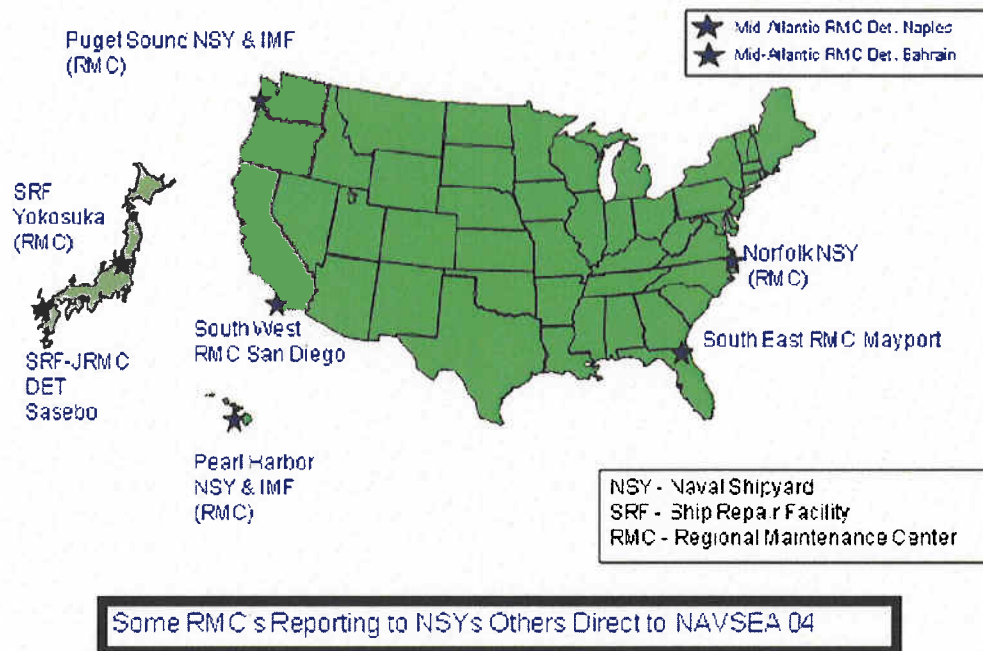 Puget Sound NSY & IMF
(RMC)
Mid-Atlantic RMC Det. Naples
Mid-Atlantic RMC Det. Bahrain
SRF
Yokosuka
(RMC)
Norfolk NSY
(RMC)
South West
RMC San Diego
South East RMC Mayport
SRF-JRMC
DET
Sasebo
Pearl Harbor
NSY & IMF
(RMC)
NSY - Naval Shipyard
SRF - Ship Repair Facility
RMC - Regional Maintenance Center
Some RMC's Reporting to NSYs Others Direct to NAVSEA 04